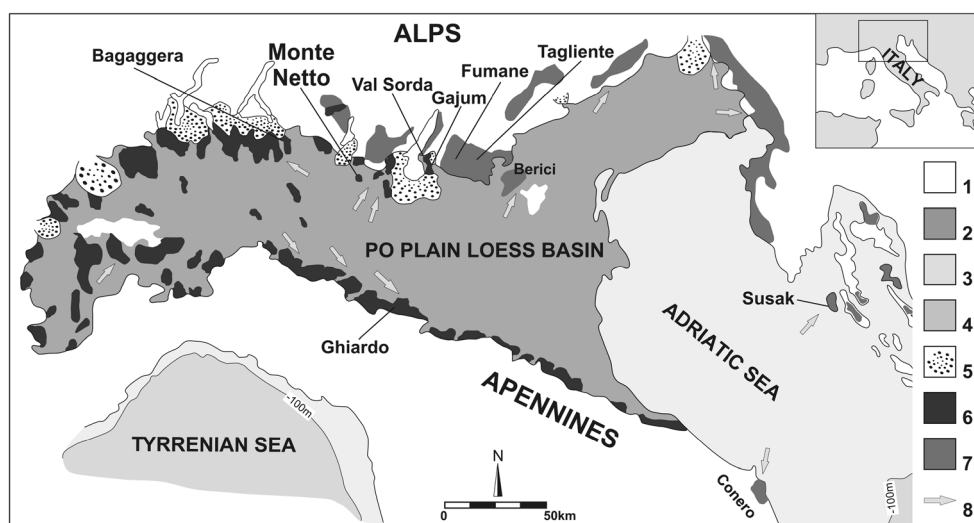 ALPS
Bagaggera
Monte
Netto
Val Sorda
Tagliente
Fumane
Gajum
ITALY
Berici
PO PLAIN LOESS BASIN
Susak
ADRIATIC SEA
Ghiardo
APENNINES
-100m
TYRRENIAN SEA
N
0
50km
Conero
-100m
1
2
3
4
5
6
7
8